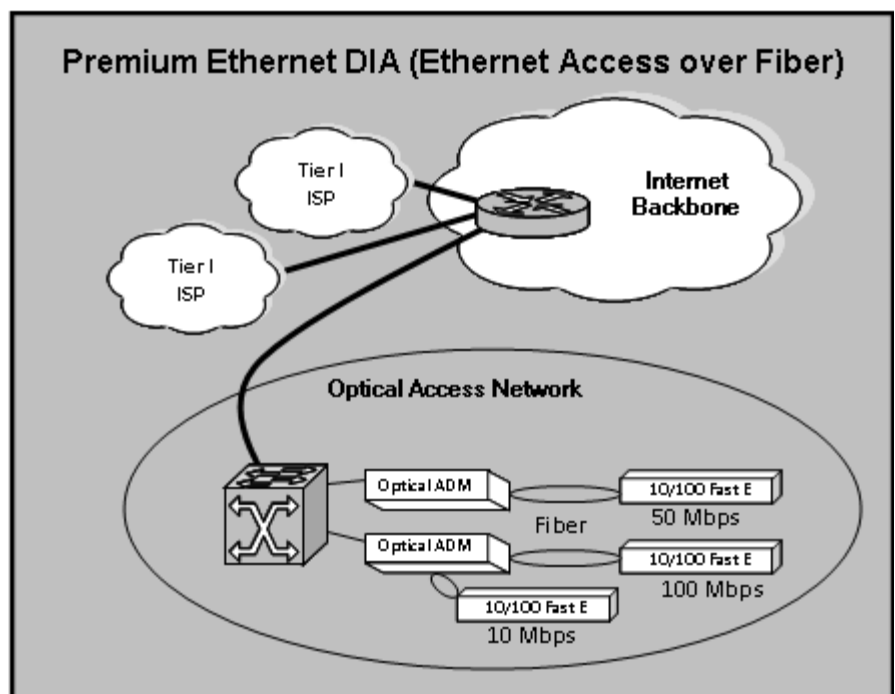 Premium Ethernet DIA (Ethernet Access over Fiber)
Tier I
ISP
Internet
Backbone
Tier I
ISP
Optical Access Network
Optical ADM
10/100 Fast E
Fiber
50 Mbps
Optical ADM
10/100 Fast E
100 Mbps
10/100 Fast E
10 Mbps